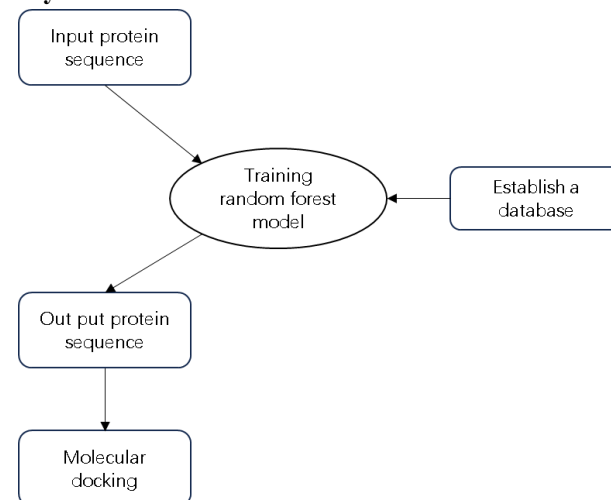 Input protein
sequence
Training
random forest
model
Establish a
database
Out put protein
sequence
Molecular
docking